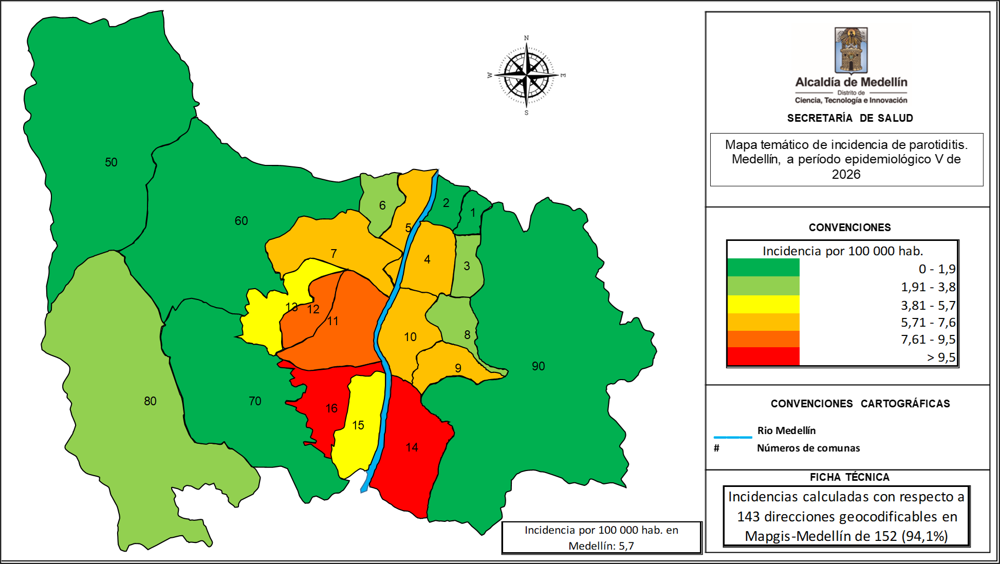 N
W
E
S
50
60
6
5
2
1
7
4
3
13
12
11
10
8
9
90
80
70
16
15
14
Incidencia por 100 000 hab. en
Medellín: 5,7
Alcaldía de Medellín
Distrito de
Ciencia, Tecnología e Innovación
SECRETARÍA DE SALUD
Mapa temático de incidencia de parotiditis.
Medellín, a período epidemiológico V de
2026
CONVENCIONES
Incidencia por 100 000 hab.
0 - 1,9
1,91 - 3,8
3,81 - 5,7
5,71 - 7,6
7,61 - 9,5
> 9,5
CONVENCIONES CARTOGRÁFICAS
Rio Medellín
# Números de comunas
FICHA TÉCNICA
Incidencias calculadas con respecto a
143 direcciones geocodificables en
Mapgis-Medellín de 152 (94,1%)